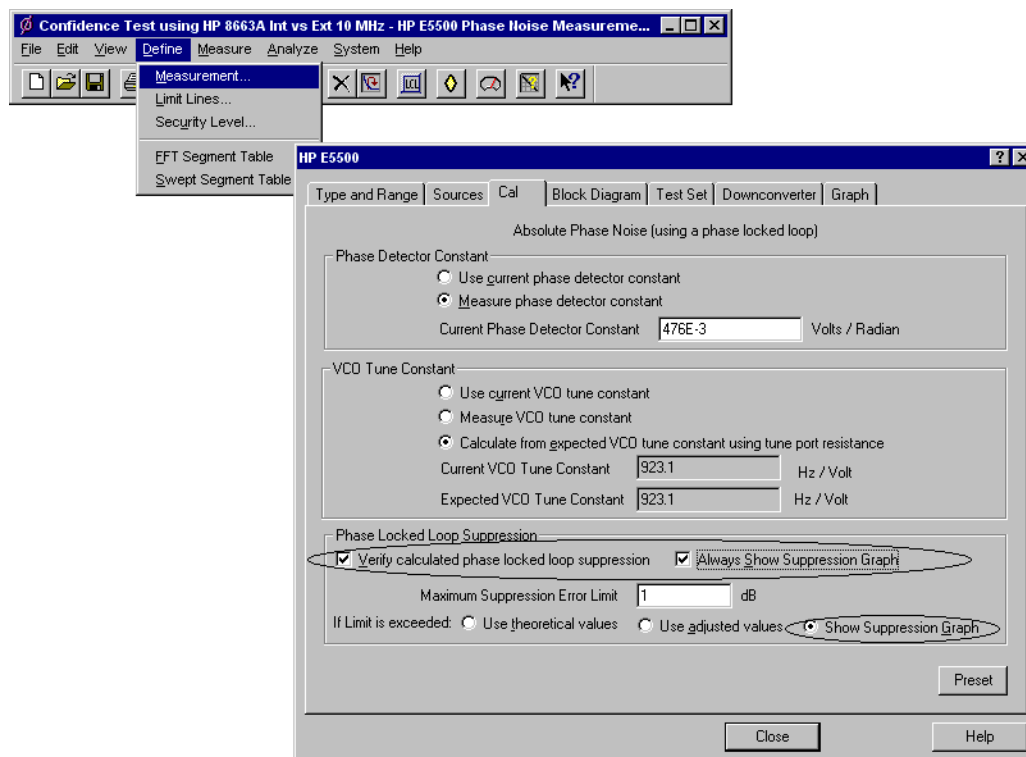 Confidence Test using HP 8663A Int vs Ext 10 MHz - HP E5500 Phase Noise Measureme...
File Edit View Define Measure Analyze System Help
Measurement...
Limit Lines...
Security Level...
FFT Segment Table
Swept Segment Table
HP E5500
Type and Range Sources Cal Block Diagram Test Set Downconverter Graph
Absolute Phase Noise (using a phase locked loop)
Phase Detector Constant
Use current phase detector constant
Measure phase detector constant
Current Phase Detector Constant 476E-3 Volts / Radian
VCO Tune Constant
Use current VCO tune constant
Measure VCO tune constant
Calculate from expected VCO tune constant using tune port resistance
Current VCO Tune Constant 923.1 Hz / Volt
Expected VCO Tune Constant 923.1 Hz / Volt
Phase Locked Loop Suppression
Verify calculated phase locked loop suppression Always Show Suppression Graph
Maximum Suppression Error Limit 1 dB
If Limit is exceeded: Use theoretical values Use adjusted values Show Suppression Graph
Preset
Close Help